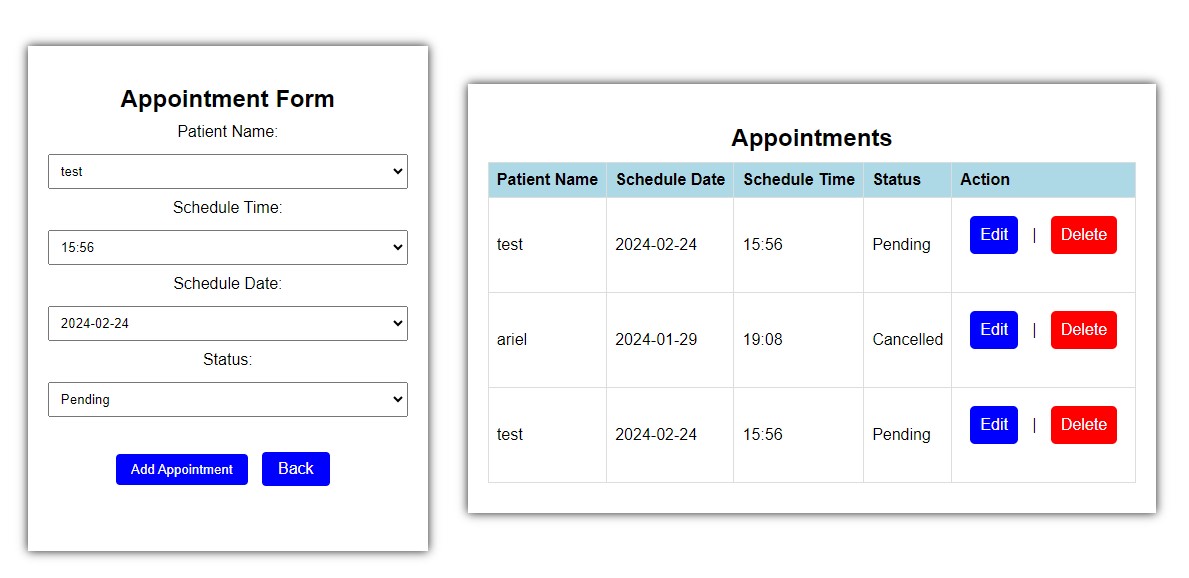 Appointment Form
Patient Name:
test
Schedule Time:
15:56
Schedule Date:
2024-02-24
Status:
Pending
Add Appointment Back
Appointments
Patient Name Schedule Date Schedule Time Status Action
test 2024-02-24 15:56 Pending Edit | Delete
ariel 2024-01-29 19:08 Cancelled Edit | Delete
test 2024-02-24 15:56 Pending Edit | Delete